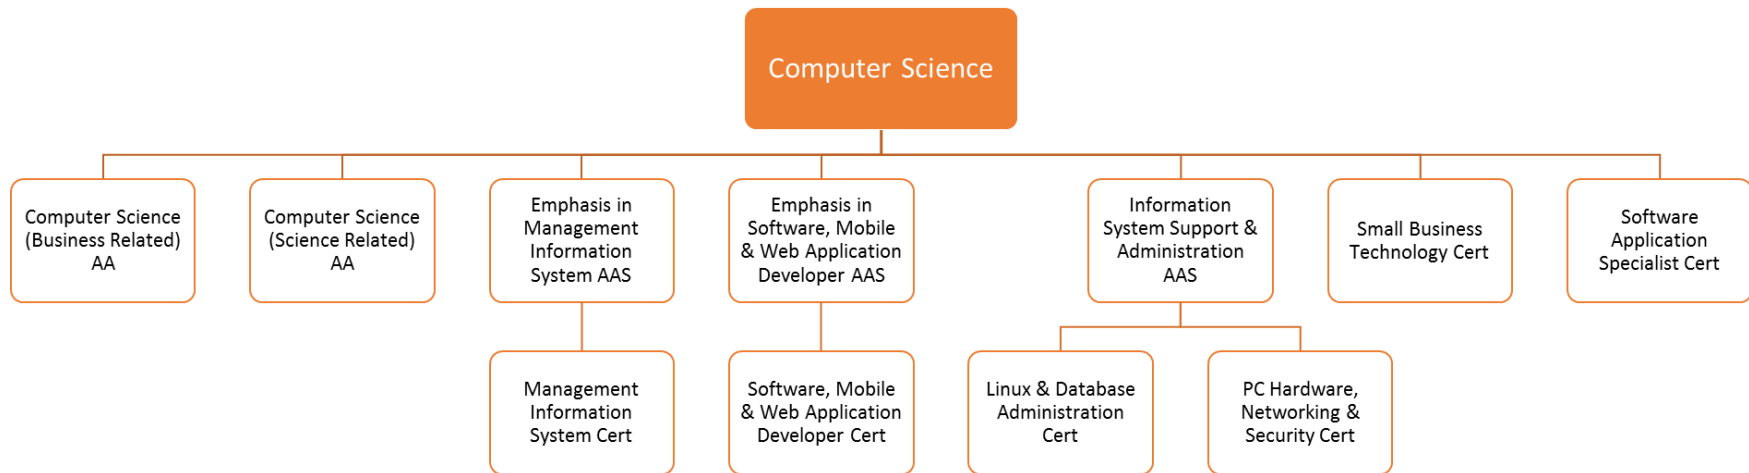 Computer Science
Computer Science
(Business Related)
AA
Computer Science
(Science Related)
AA
Emphasis in
Management
Information
System AAS
Emphasis in
Software, Mobile
& Web Application
Developer AAS
Information
System Support &
Administration
AAS
Small Business
Technology Cert
Software
Application
Specialist Cert
Management
Information
System Cert
Software, Mobile
& Web Application
Developer Cert
Linux & Database
Administration
Cert
PC Hardware,
Networking &
Security Cert